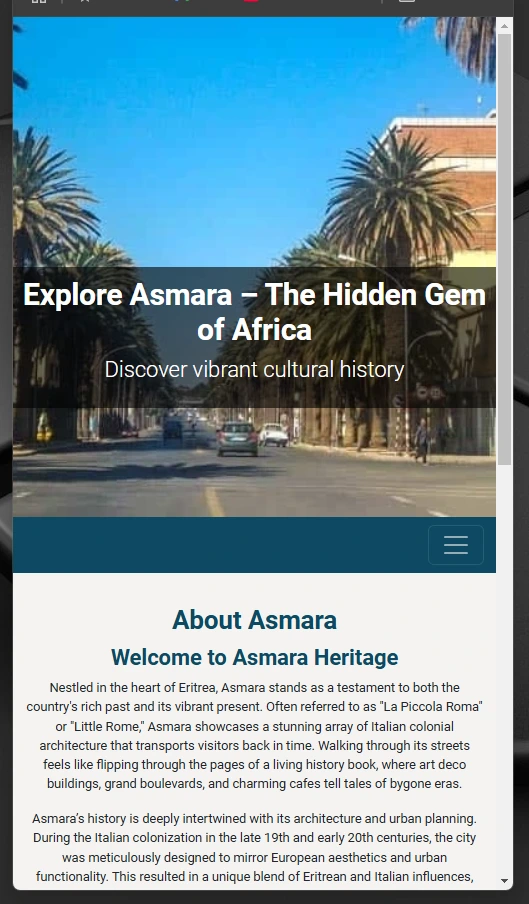 Explore Asmara – The Hidden Gem
of Africa
Discover vibrant cultural history
About Asmara
Welcome to Asmara Heritage
Nestled in the heart of Eritrea, Asmara stands as a testament to both the
country's rich past and its vibrant present. Often referred to as "La Piccola Roma"
or "Little Rome," Asmara showcases a stunning array of Italian colonial
architecture that transports visitors back in time. Walking through its streets
feels like flipping through the pages of a living history book, where art deco
buildings, grand boulevards, and charming cafes tell tales of bygone eras.
Asmara’s history is deeply intertwined with its architecture and urban planning.
During the Italian colonization in the late 19th and early 20th centuries, the city
was meticulously designed to mirror European aesthetics and urban
functionality. This resulted in a unique blend of Eritrean and Italian influences,